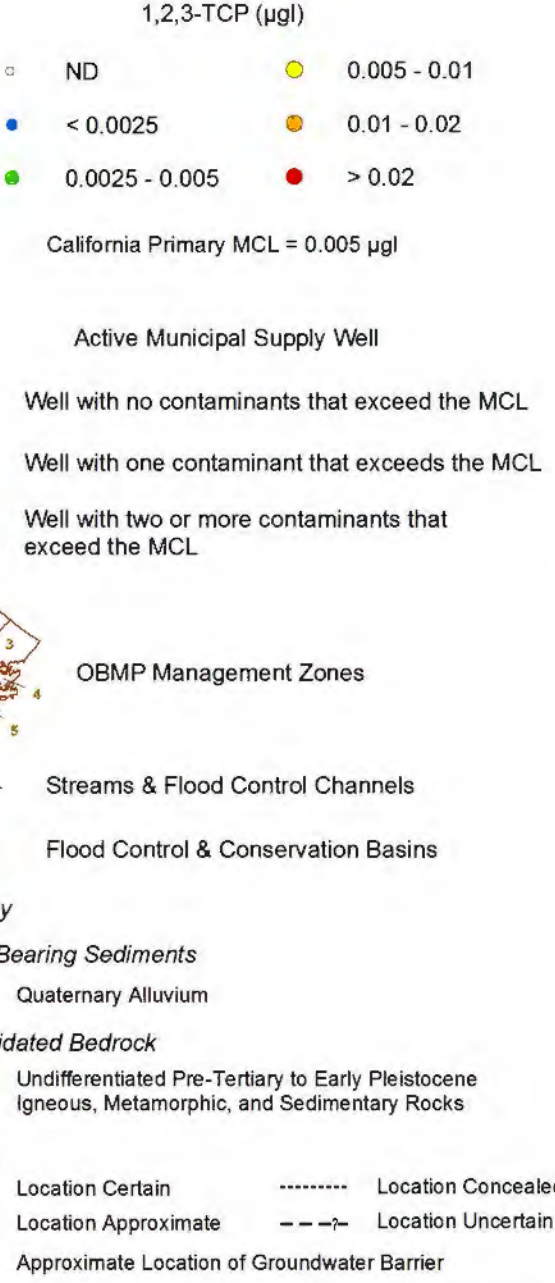 1,2,3-TCP (µgl)
ND
0.005 - 0.01
< 0.0025
0.01 - 0.02
0.0025 - 0.005
> 0.02
California Primary MCL = 0.005 µgl
Active Municipal Supply Well
Well with no contaminants that exceed the MCL
Well with one contaminant that exceeds the MCL
Well with two or more contaminants that
exceed the MCL
3
4
5
OBMP Management Zones
Streams & Flood Control Channels
Flood Control & Conservation Basins
y
Bearing Sediments
Quaternary Alluvium
idated Bedrock
Undifferentiated Pre-Tertiary to Early Pleistocene
Igneous, Metamorphic, and Sedimentary Rocks
Location Certain
Location Concealed
Location Approximate
?
Location Uncertain
Approximate Location of Groundwater Barrier